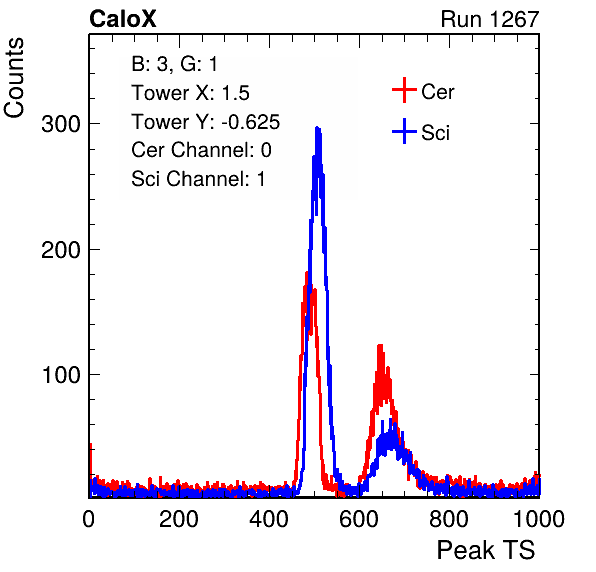 CaloX Run 1267
Counts
B: 3, G: 1
Tower X: 1.5
Tower Y: -0.625
Cer Channel: 0
Sci Channel: 1
Cer
Sci
300
200
100
0 200 400 600 800 1000
Peak TS